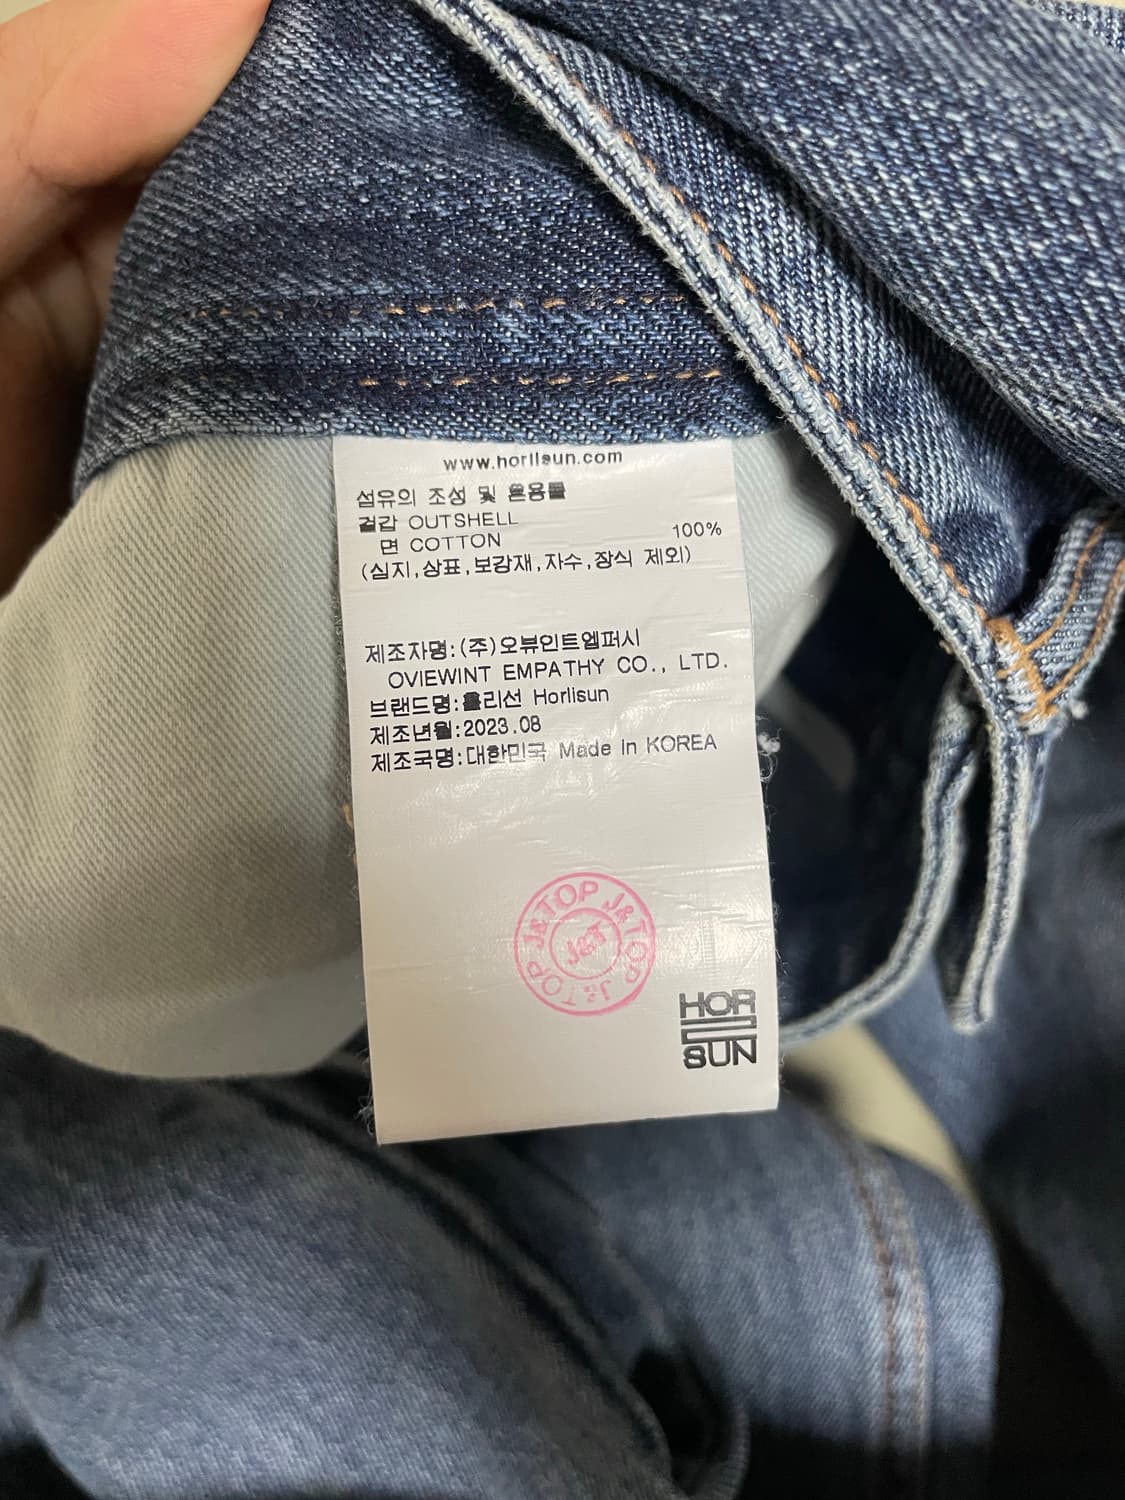 www.horlisun.com
섬유의 조성 및 혼용률
겉감 OUTSHELL
면 COTTON 100%
(심지,상표,보강재,자수,장식 제외)
제조자명:(주)오뷰인트엠퍼시
OVIEWINT EMPATHY CO., LTD.
브랜드명:홀리선 Horlisun
제조년월:2023.08
제조국명:대한민국 Made In KOREA
J&TOP J&TOP J&TOP
HOR
SUN